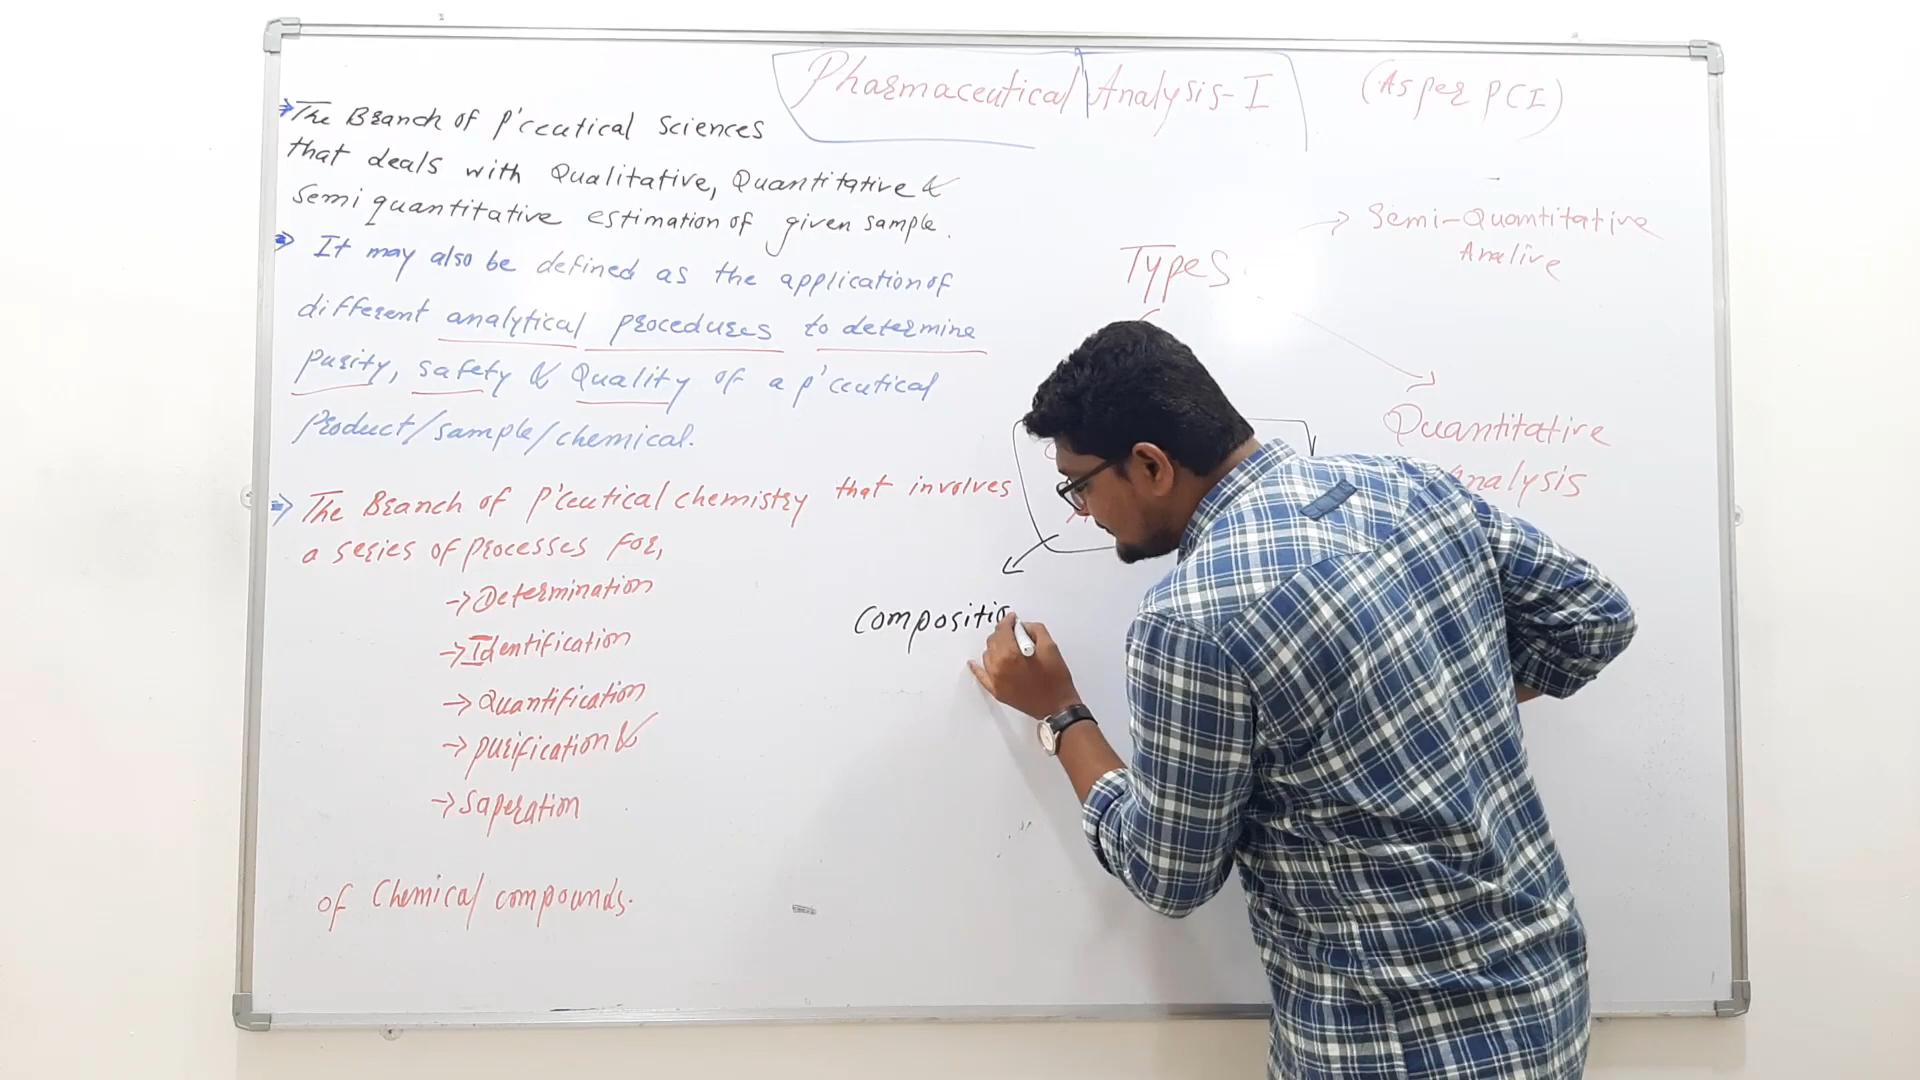 Pharmaceutical Analysis-I (As per PCI)
The Branch of p'ceutical sciences
that deals with Qualitative, Quantitative &
semi quantitative estimation of given sample.
It may also be defined as the application of
different analytical procedures to determine
purity, safety & Quality of a p'ceutical
product/sample/chemical.
The Branch of p'ceutical chemistry that involves
a series of processes for,
→ Determination
→ Identification
→ Quantification
→ purification &
→ saperation
of chemical compounds.
Types
→ Semi-Quantitative
Analive
Quantitative
Analysis
compositio